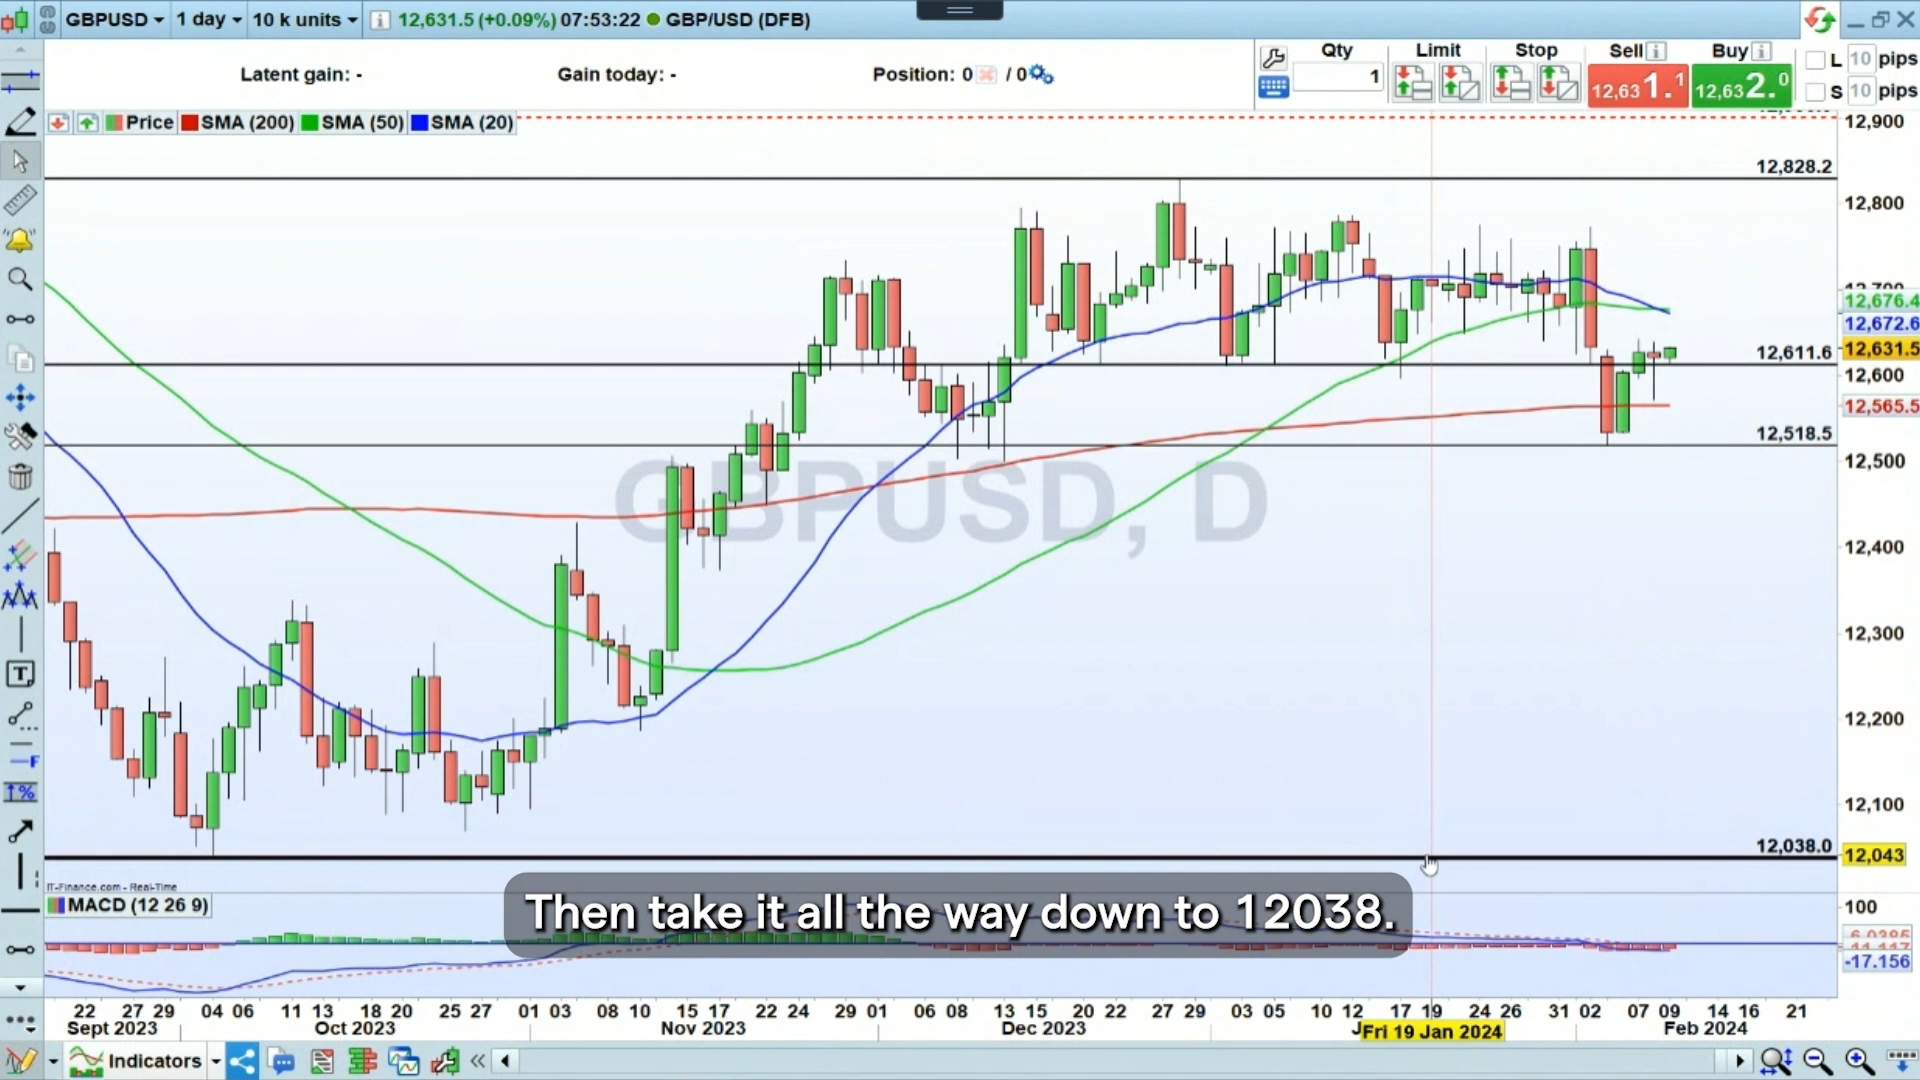 GBPUSD 1 day 10 k units 12,631.5 (+0.09%) 07:53:22 GBP/USD (DFB)
Latent gain: - Gain today: - Position: 0 / 0
Qty Limit Stop Sell Buy
1
12,631.1 12,632.0
L 10 pips
S 10 pips
Price SMA (200) SMA (50) SMA (20)
12,900
12,828.2
12,800
12,676.4
12,672.6
12,631.5
12,611.6
12,600
12,565.5
12,518.5
12,500
GBPUSD, D
12,400
12,300
12,200
12,100
12,038.0
12,043
IT-Finance.com - Real-Time
MACD (12 26 9)
100
Then take it all the way down to 12038.
-17.156
22 27 29 04 06 11 13 18 20 25 27 01 03 08 10 15 17 22 24 29 01 06 08 13 15 20 22 27 29 03 05 10 12 17 19 24 26 31 02 07 09 14 16 21
Sept 2023 Oct 2023 Nov 2023 Dec 2023 Fri 19 Jan 2024 Feb 2024
Indicators